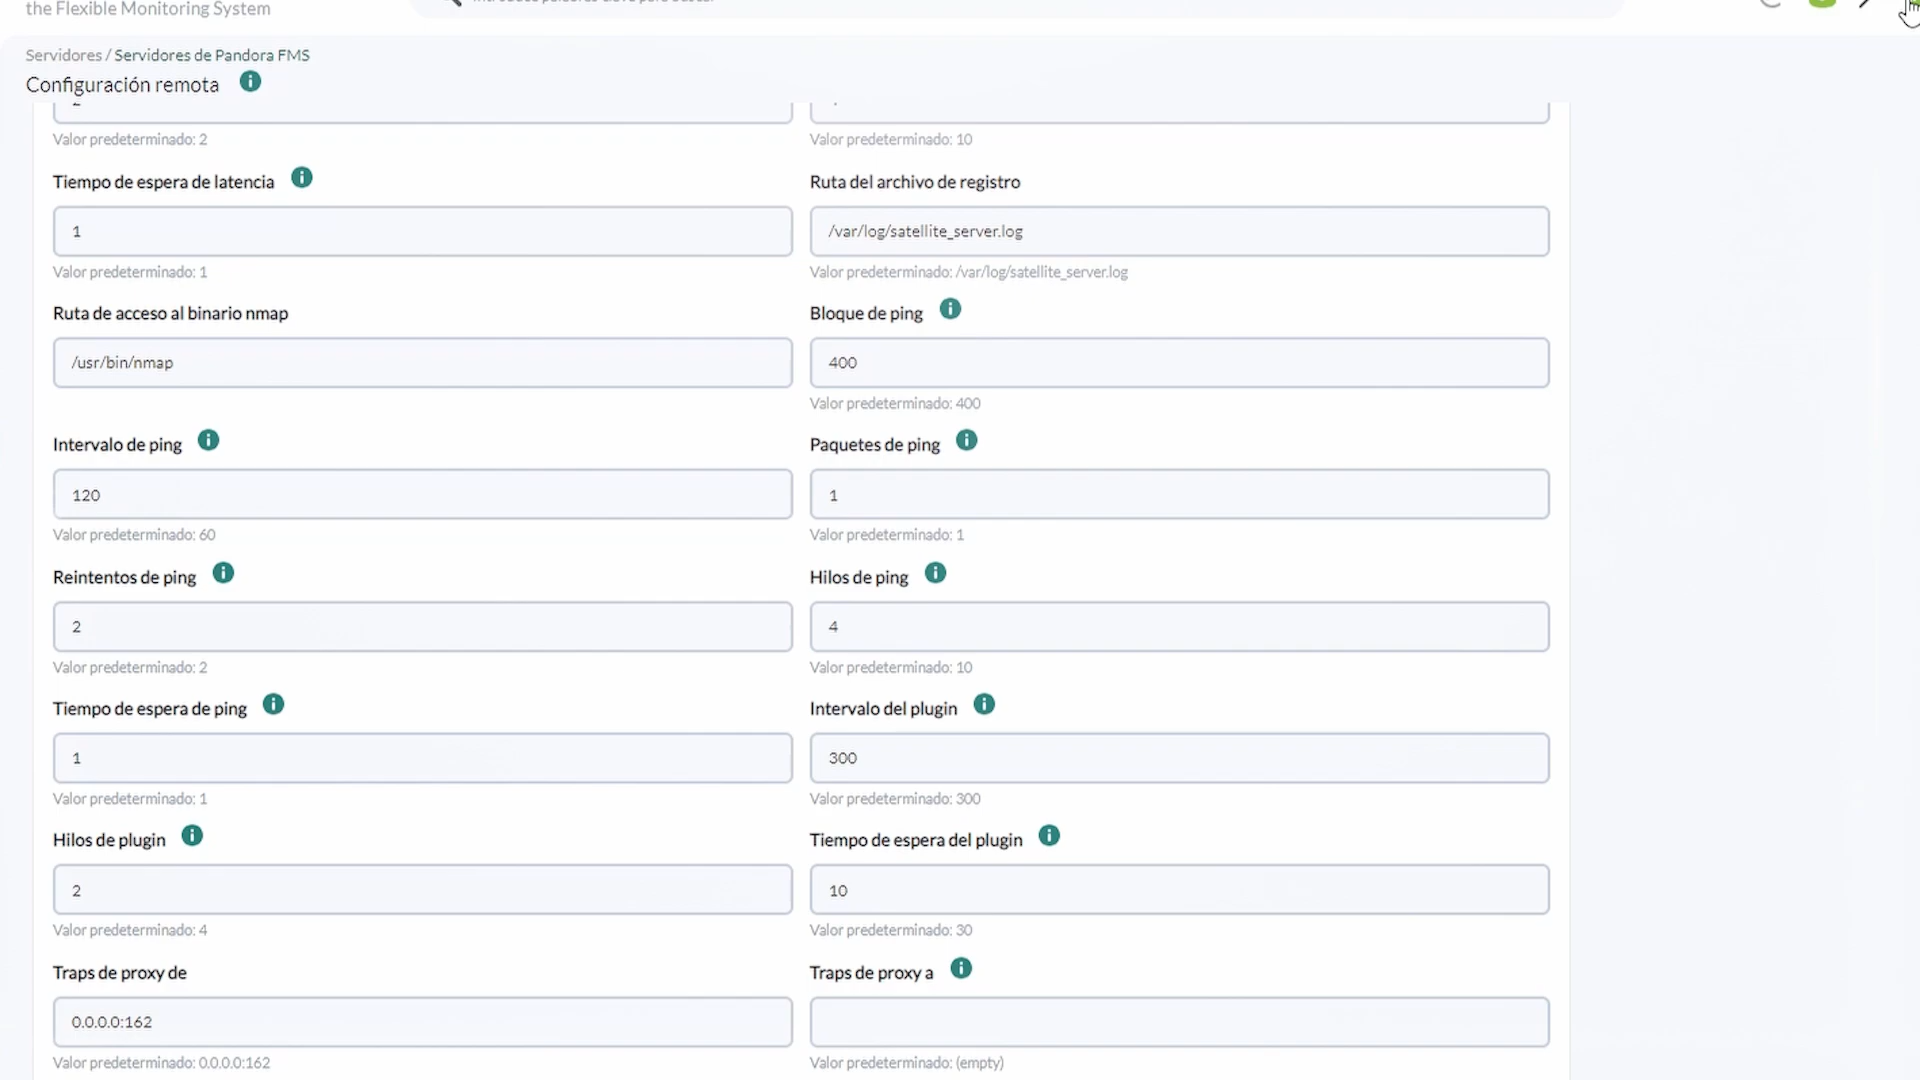 the Flexible Monitoring System
Servidores / Servidores de Pandora FMS
Configuración remota
Valor predeterminado: 2
Valor predeterminado: 10
Tiempo de espera de latencia
Ruta del archivo de registro
1
/var/log/satellite_server.log
Valor predeterminado: 1
Valor predeterminado: /var/log/satellite_server.log
Ruta de acceso al binario nmap
Bloque de ping
/usr/bin/nmap
400
Valor predeterminado: 400
Intervalo de ping
Paquetes de ping
120
1
Valor predeterminado: 60
Valor predeterminado: 1
Reintentos de ping
Hilos de ping
2
4
Valor predeterminado: 2
Valor predeterminado: 10
Tiempo de espera de ping
Intervalo del plugin
1
300
Valor predeterminado: 1
Valor predeterminado: 300
Hilos de plugin
Tiempo de espera del plugin
2
10
Valor predeterminado: 4
Valor predeterminado: 30
Traps de proxy de
Traps de proxy a
0.0.0.0:162
Valor predeterminado: 0.0.0.0:162
Valor predeterminado: (empty)